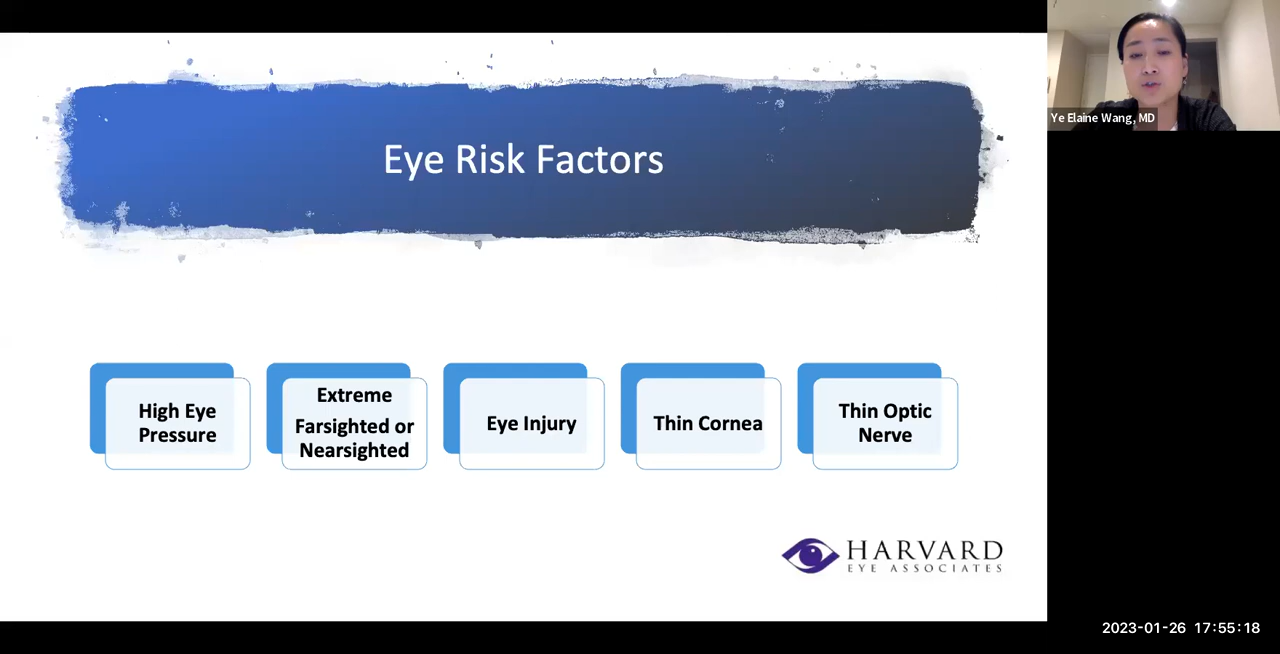 Eye Risk Factors
High Eye
Pressure
Extreme
Farsighted or
Nearsighted
Eye Injury
Thin Cornea
Thin Optic
Nerve
HARVARD
EYE ASSOCIATES
Ye Elaine Wang, MD
2023-01-26 17:55:18